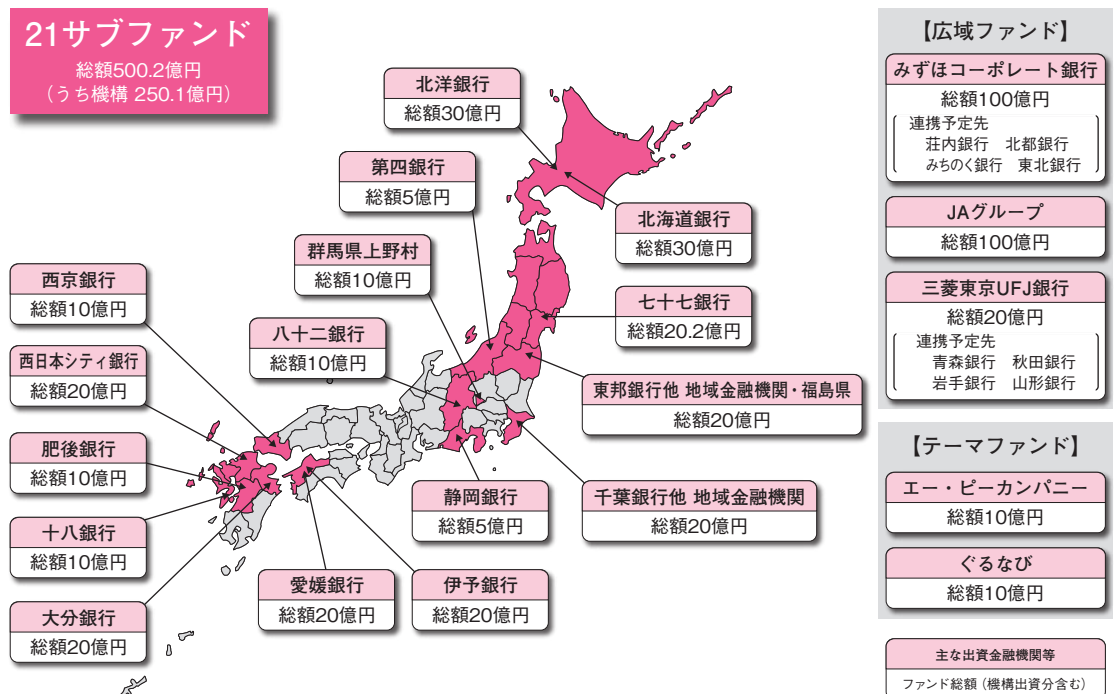 21サブファンド
総額500.2億円
（うち機構 250.1億円）
北洋銀行
総額30億円
第四銀行
総額5億円
北海道銀行
総額30億円
群馬県上野村
総額10億円
西京銀行
総額10億円
七十七銀行
総額20.2億円
八十二銀行
総額10億円
西日本シティ銀行
総額20億円
東邦銀行他 地域金融機関・福島県
総額20億円
肥後銀行
総額10億円
静岡銀行
総額5億円
千葉銀行他 地域金融機関
総額20億円
十八銀行
総額10億円
愛媛銀行
総額20億円
伊予銀行
総額20億円
大分銀行
総額20億円
【広域ファンド】
みずほコーポレート銀行
総額100億円
連携予定先
荘内銀行 北都銀行
みちのく銀行 東北銀行
JAグループ
総額100億円
三菱東京UFJ銀行
総額20億円
連携予定先
青森銀行 秋田銀行
岩手銀行 山形銀行
【テーマファンド】
エー・ピーカンパニー
総額10億円
ぐるなび
総額10億円
主な出資金融機関等
ファンド総額（機構出資分含む）